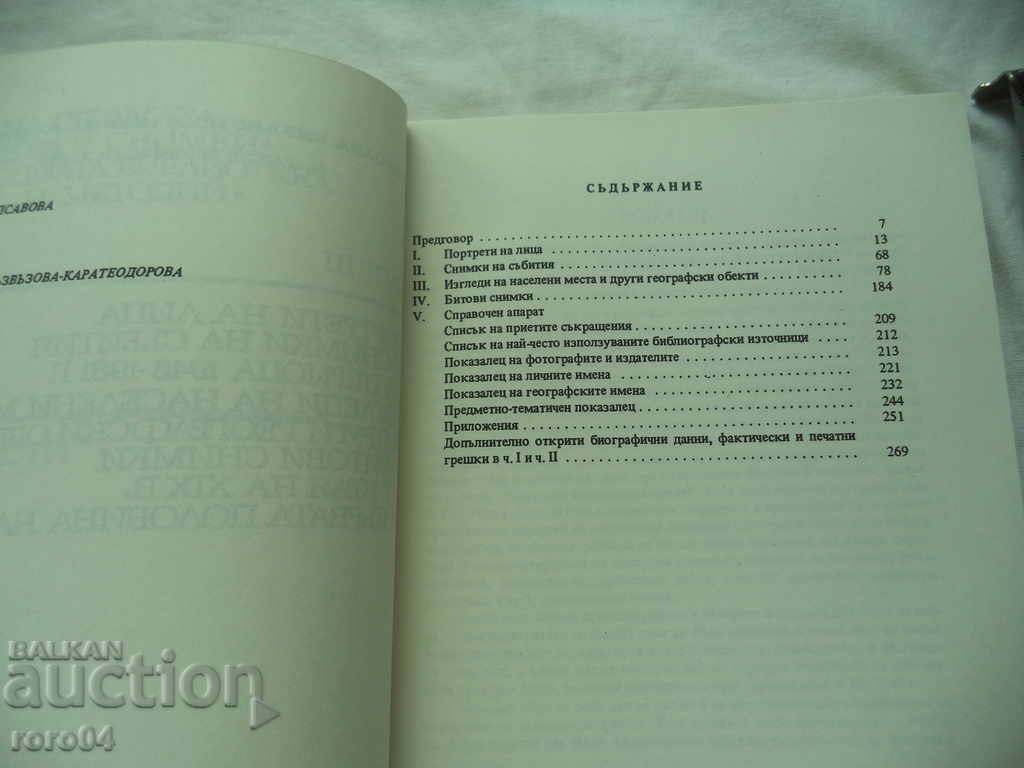 ПСАВОВА
ЗВЪЗОВА-КАРАТЕОДОРОВА
СЪДЪРЖАНИЕ
Предговор 7
I. Портрети на лица 13
II. Снимки на събития 68
III. Изгледи на населени места и други географски обекти 78
IV. Битови снимки 184
V. Справочен апарат
Списък на приетите съкращения 209
Списък на най-често използуваните библиографски източници 212
Показалец на фотографите и издателите 213
Показалец на личните имена 221
Показалец на географските имена 232
Предметно-тематичен показалец 244
Приложения 251
Допълнително открити биографични данни, фактически и печатни
грешки в ч. I и ч. II 269
BALKAN
auction
roro04